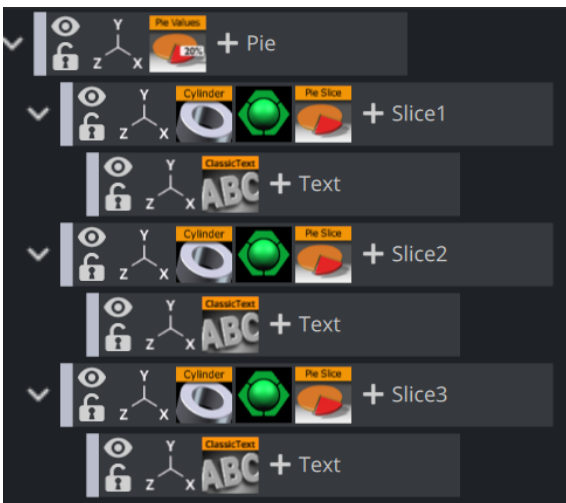 Y Pie Values
20%
Z X
Pie
Y Cylinder Pie Slice
Z X
Slice1
Y ClassicText
ABC
Z X
Text
Y Cylinder Pie Slice
Z X
Slice2
Y ClassicText
ABC
Z X
Text
Y Cylinder Pie Slice
Z X
Slice3
Y ClassicText
ABC
Z X
Text